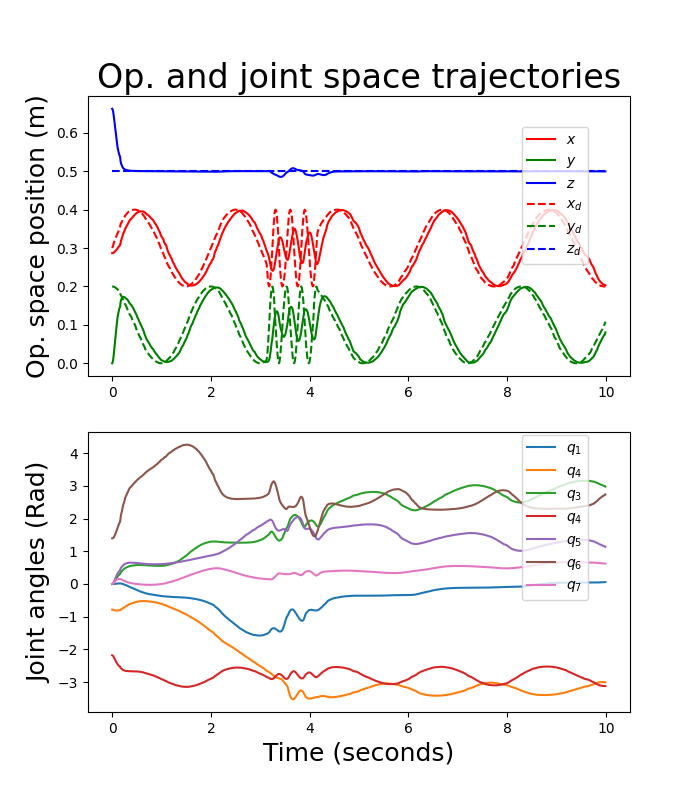 Op. and joint space trajectories
Op. space position (m)
0.6
0.5
0.4
0.3
0.2
0.1
0.0
x
y
z
x_d
y_d
z_d
0 2 4 6 8 10
Joint angles (Rad)
4
3
2
1
0
−1
−2
−3
q_1
q_4
q_3
q_4
q_5
q_6
q_7
0 2 4 6 8 10
Time (seconds)